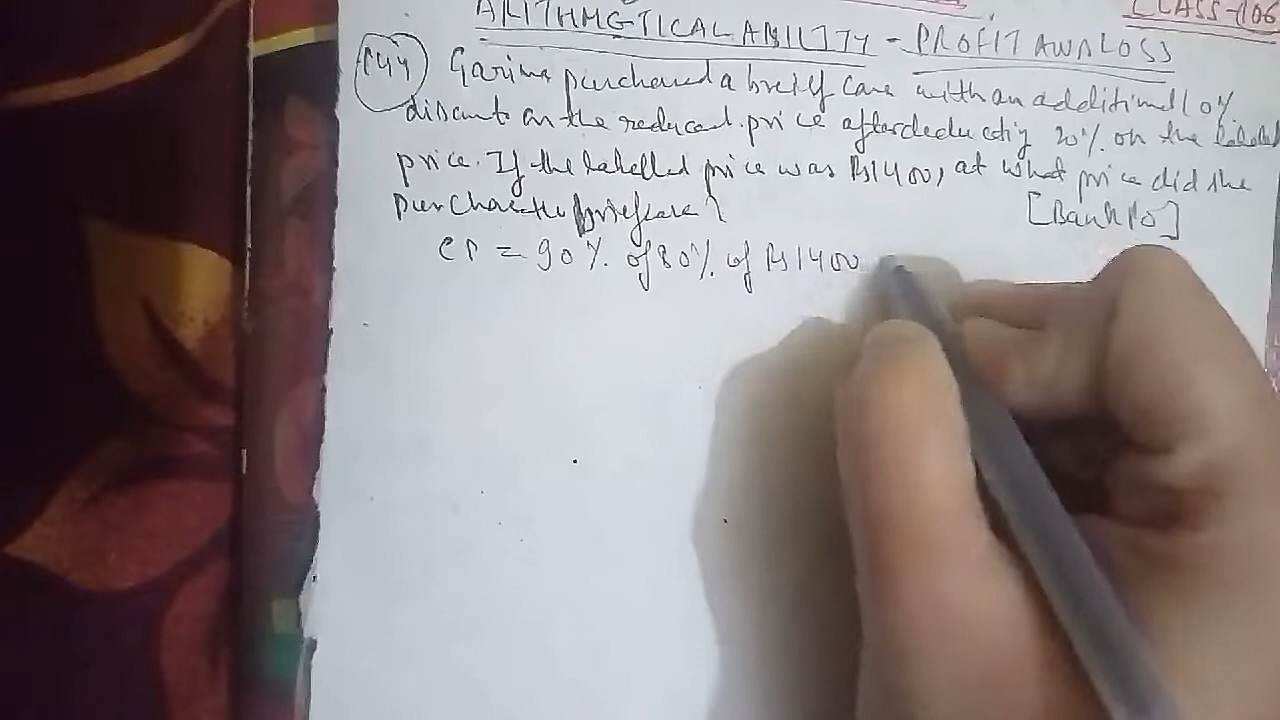 ARITHMETICAL ABILITY - PROFIT AND LOSS
CLASS-106
Garima purchased a brief case with an additional 10%
discount on the reduced price after deducting 20% on the labelled
price. If the labelled price was Rs1400, at what price did she
purchase the briefcase?
[Bank PO]
CP = 90% of 80% of Rs1400